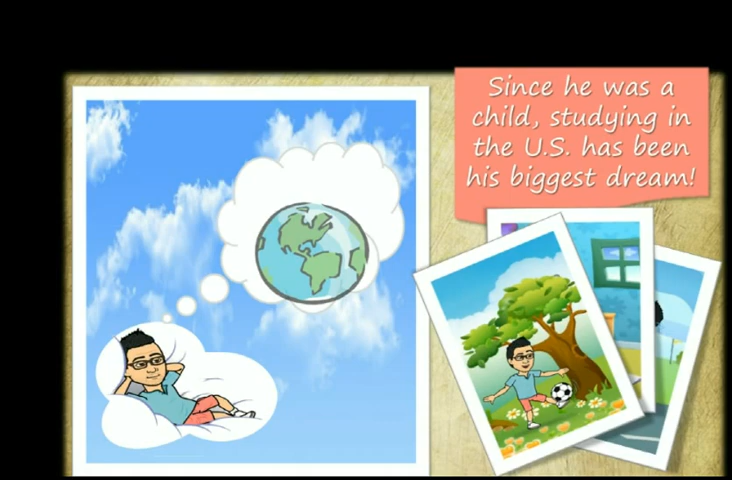 Since he was a
child, studying in
the U.S. has been
his biggest dream!